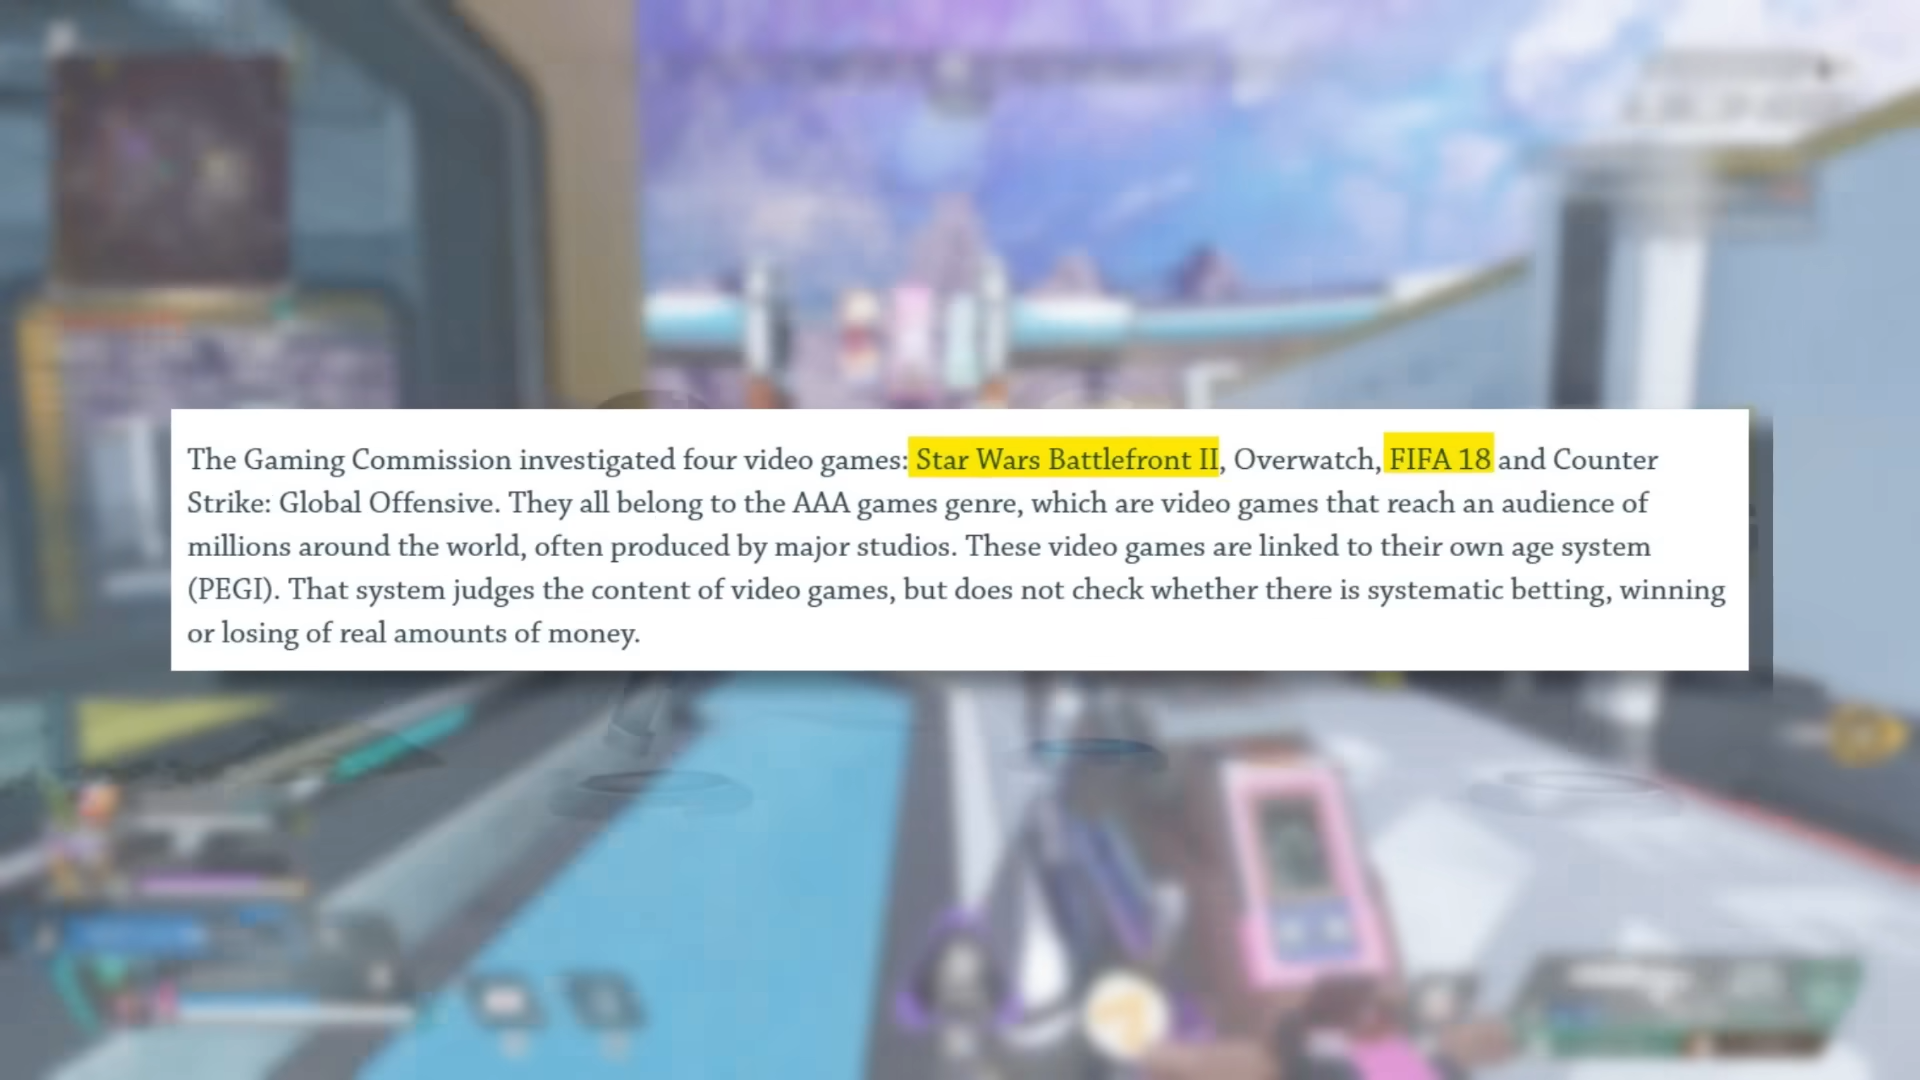 The Gaming Commission investigated four video games: Star Wars Battlefront II, Overwatch, FIFA 18 and Counter
Strike: Global Offensive. They all belong to the AAA games genre, which are video games that reach an audience of
millions around the world, often produced by major studios. These video games are linked to their own age system
(PEGI). That system judges the content of video games, but does not check whether there is systematic betting, winning
or losing of real amounts of money.